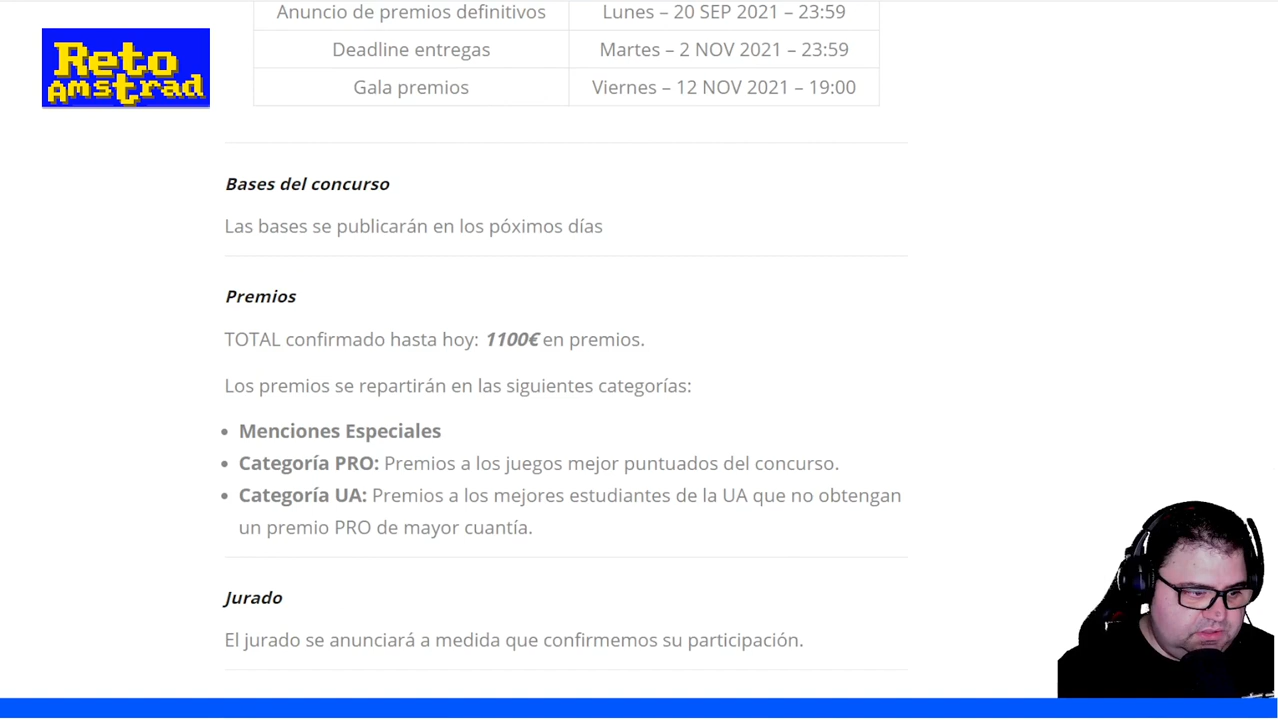 Anuncio de premios definitivos Lunes – 20 SEP 2021 – 23:59
Reto
Amstrad
Deadline entregas Martes – 2 NOV 2021 – 23:59
Gala premios Viernes – 12 NOV 2021 – 19:00
Bases del concurso
Las bases se publicarán en los póximos días
Premios
TOTAL confirmado hasta hoy: 1100€ en premios.
Los premios se repartirán en las siguientes categorías:
• Menciones Especiales
• Categoría PRO: Premios a los juegos mejor puntuados del concurso.
• Categoría UA: Premios a los mejores estudiantes de la UA que no obtengan
un premio PRO de mayor cuantía.
Jurado
El jurado se anunciará a medida que confirmemos su participación.